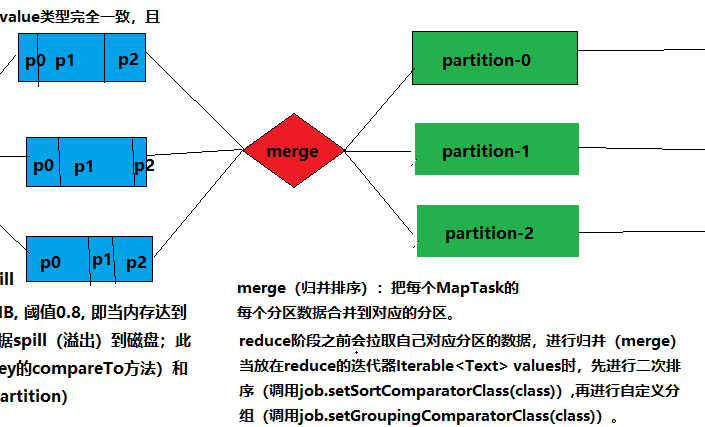 value类型完全一致，且
p0 p1 p2
partition-0
p0 p1 p2
merge
partition-1
p0 p1 p2
partition-2
ill
IB, 阈值0.8, 即当内存达到
据spill（溢出）到磁盘；此
ey的compareTo方法）和
artition)
merge（归并排序）：把每个MapTask的
每个分区数据合并到对应的分区。
reduce阶段之前会拉取自己对应分区的数据，进行归并（merge）
当放在reduce的迭代器Iterable<Text> values时，先进行二次排
序（调用job.setSortComparatorClass(class)）,再进行自定义分
组（调用job.setGroupingComparatorClass(class)）。